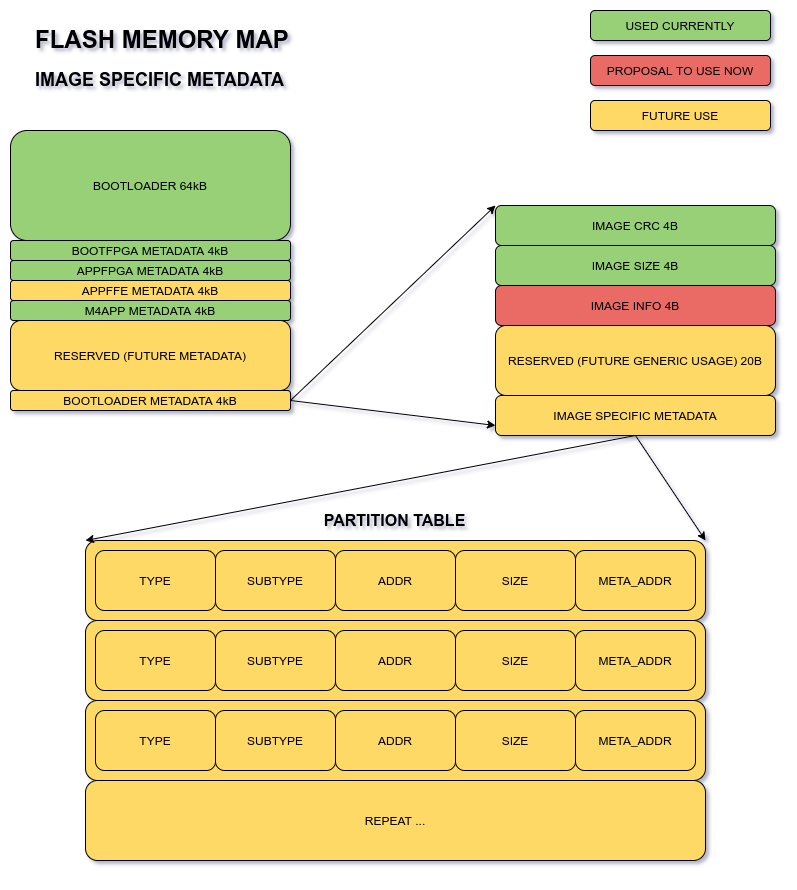 FLASH MEMORY MAP
IMAGE SPECIFIC METADATA
USED CURRENTLY
PROPOSAL TO USE NOW
FUTURE USE
BOOTLOADER 64kB
BOOTFPGA METADATA 4kB
APPFPGA METADATA 4kB
APPFFE METADATA 4kB
M4APP METADATA 4kB
RESERVED (FUTURE METADATA)
BOOTLOADER METADATA 4kB
IMAGE CRC 4B
IMAGE SIZE 4B
IMAGE INFO 4B
RESERVED (FUTURE GENERIC USAGE) 20B
IMAGE SPECIFIC METADATA
PARTITION TABLE
TYPE SUBTYPE ADDR SIZE META_ADDR
TYPE SUBTYPE ADDR SIZE META_ADDR
TYPE SUBTYPE ADDR SIZE META_ADDR
REPEAT ...